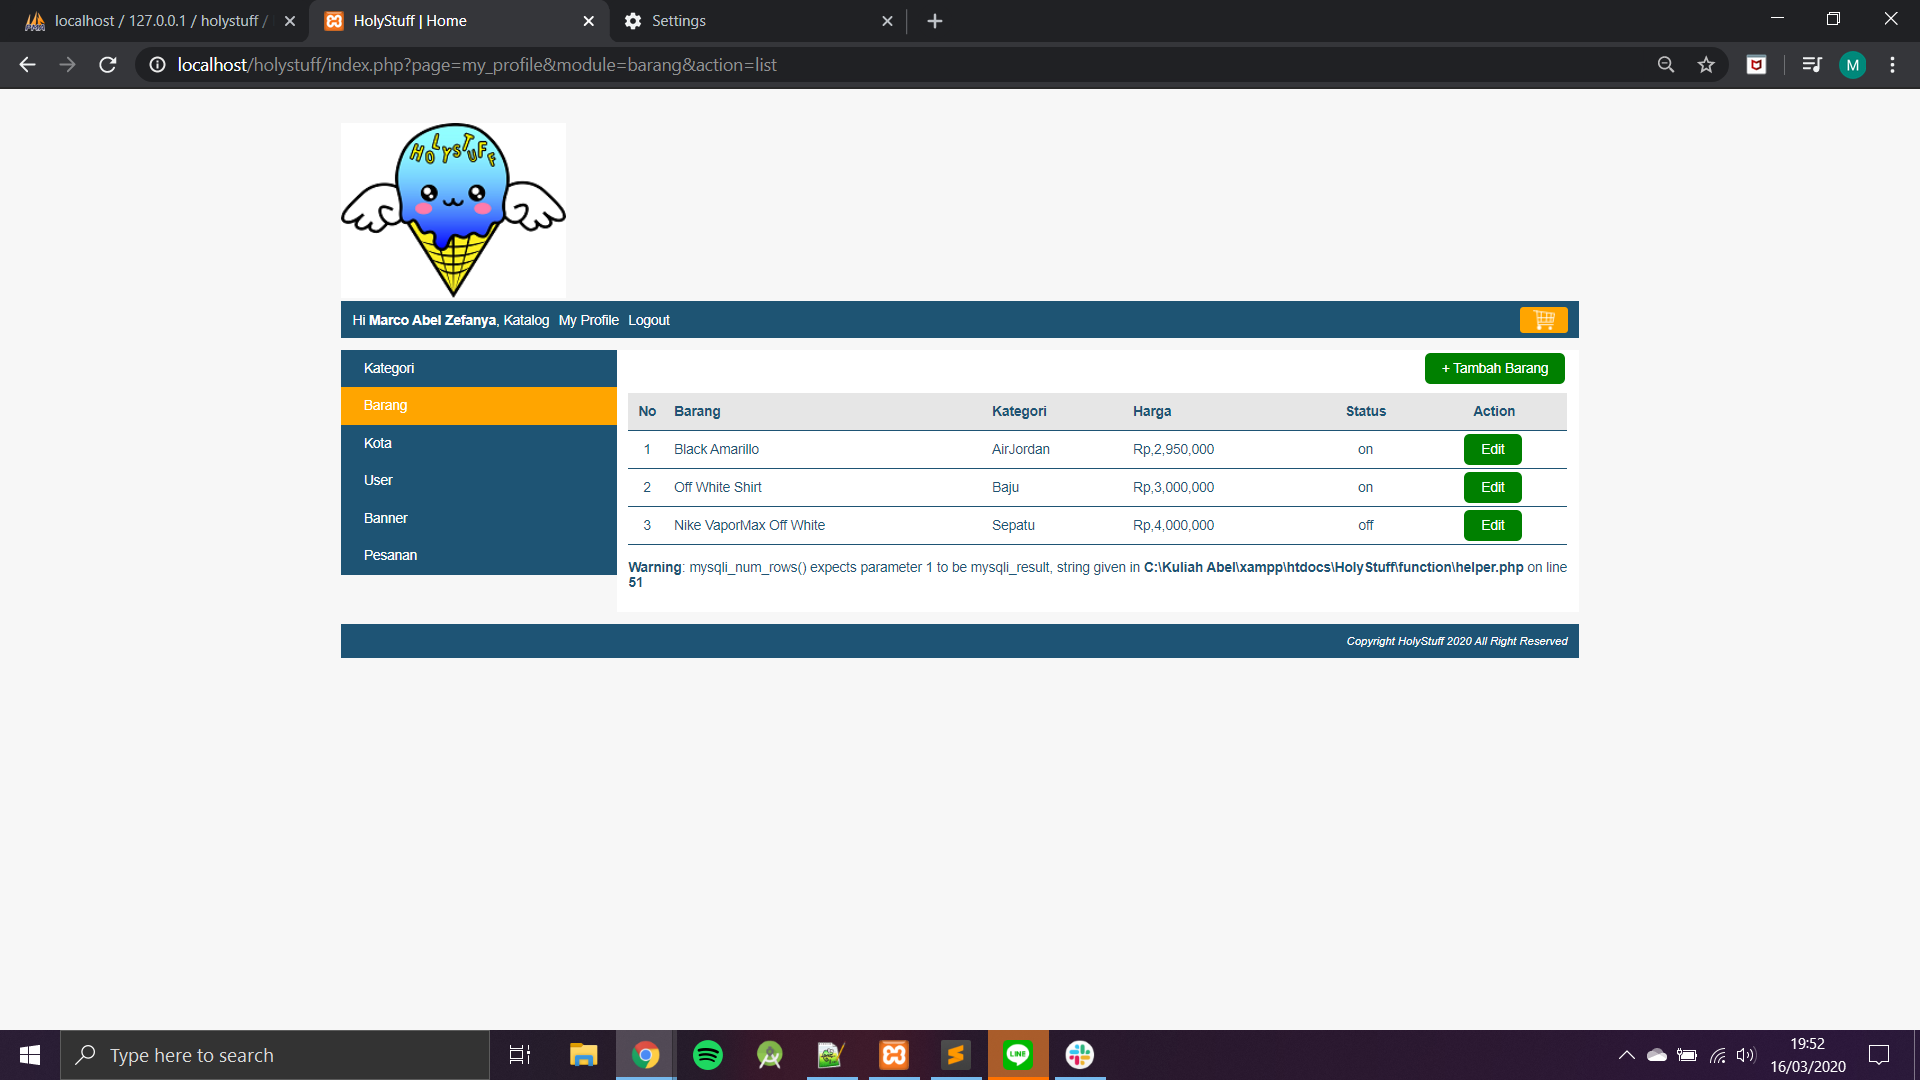 localhost / 127.0.0.1 / holystuff /
HolyStuff | Home
Settings
localhost/holystuff/index.php?page=my_profile&module=barang&action=list
M
HOLYSTUFF
Hi Marco Abel Zefanya, Katalog My Profile Logout
Kategori
Barang
Kota
User
Banner
Pesanan
+ Tambah Barang
No Barang Kategori Harga Status Action
1 Black Amarillo AirJordan Rp,2,950,000 on Edit
2 Off White Shirt Baju Rp,3,000,000 on Edit
3 Nike VaporMax Off White Sepatu Rp,4,000,000 off Edit
Warning: mysqli_num_rows() expects parameter 1 to be mysqli_result, string given in C:\Kuliah Abel\xampp\htdocs\HolyStuff\function\helper.php on line
51
Copyright HolyStuff 2020 All Right Reserved
Type here to search
LINE
19:52
16/03/2020